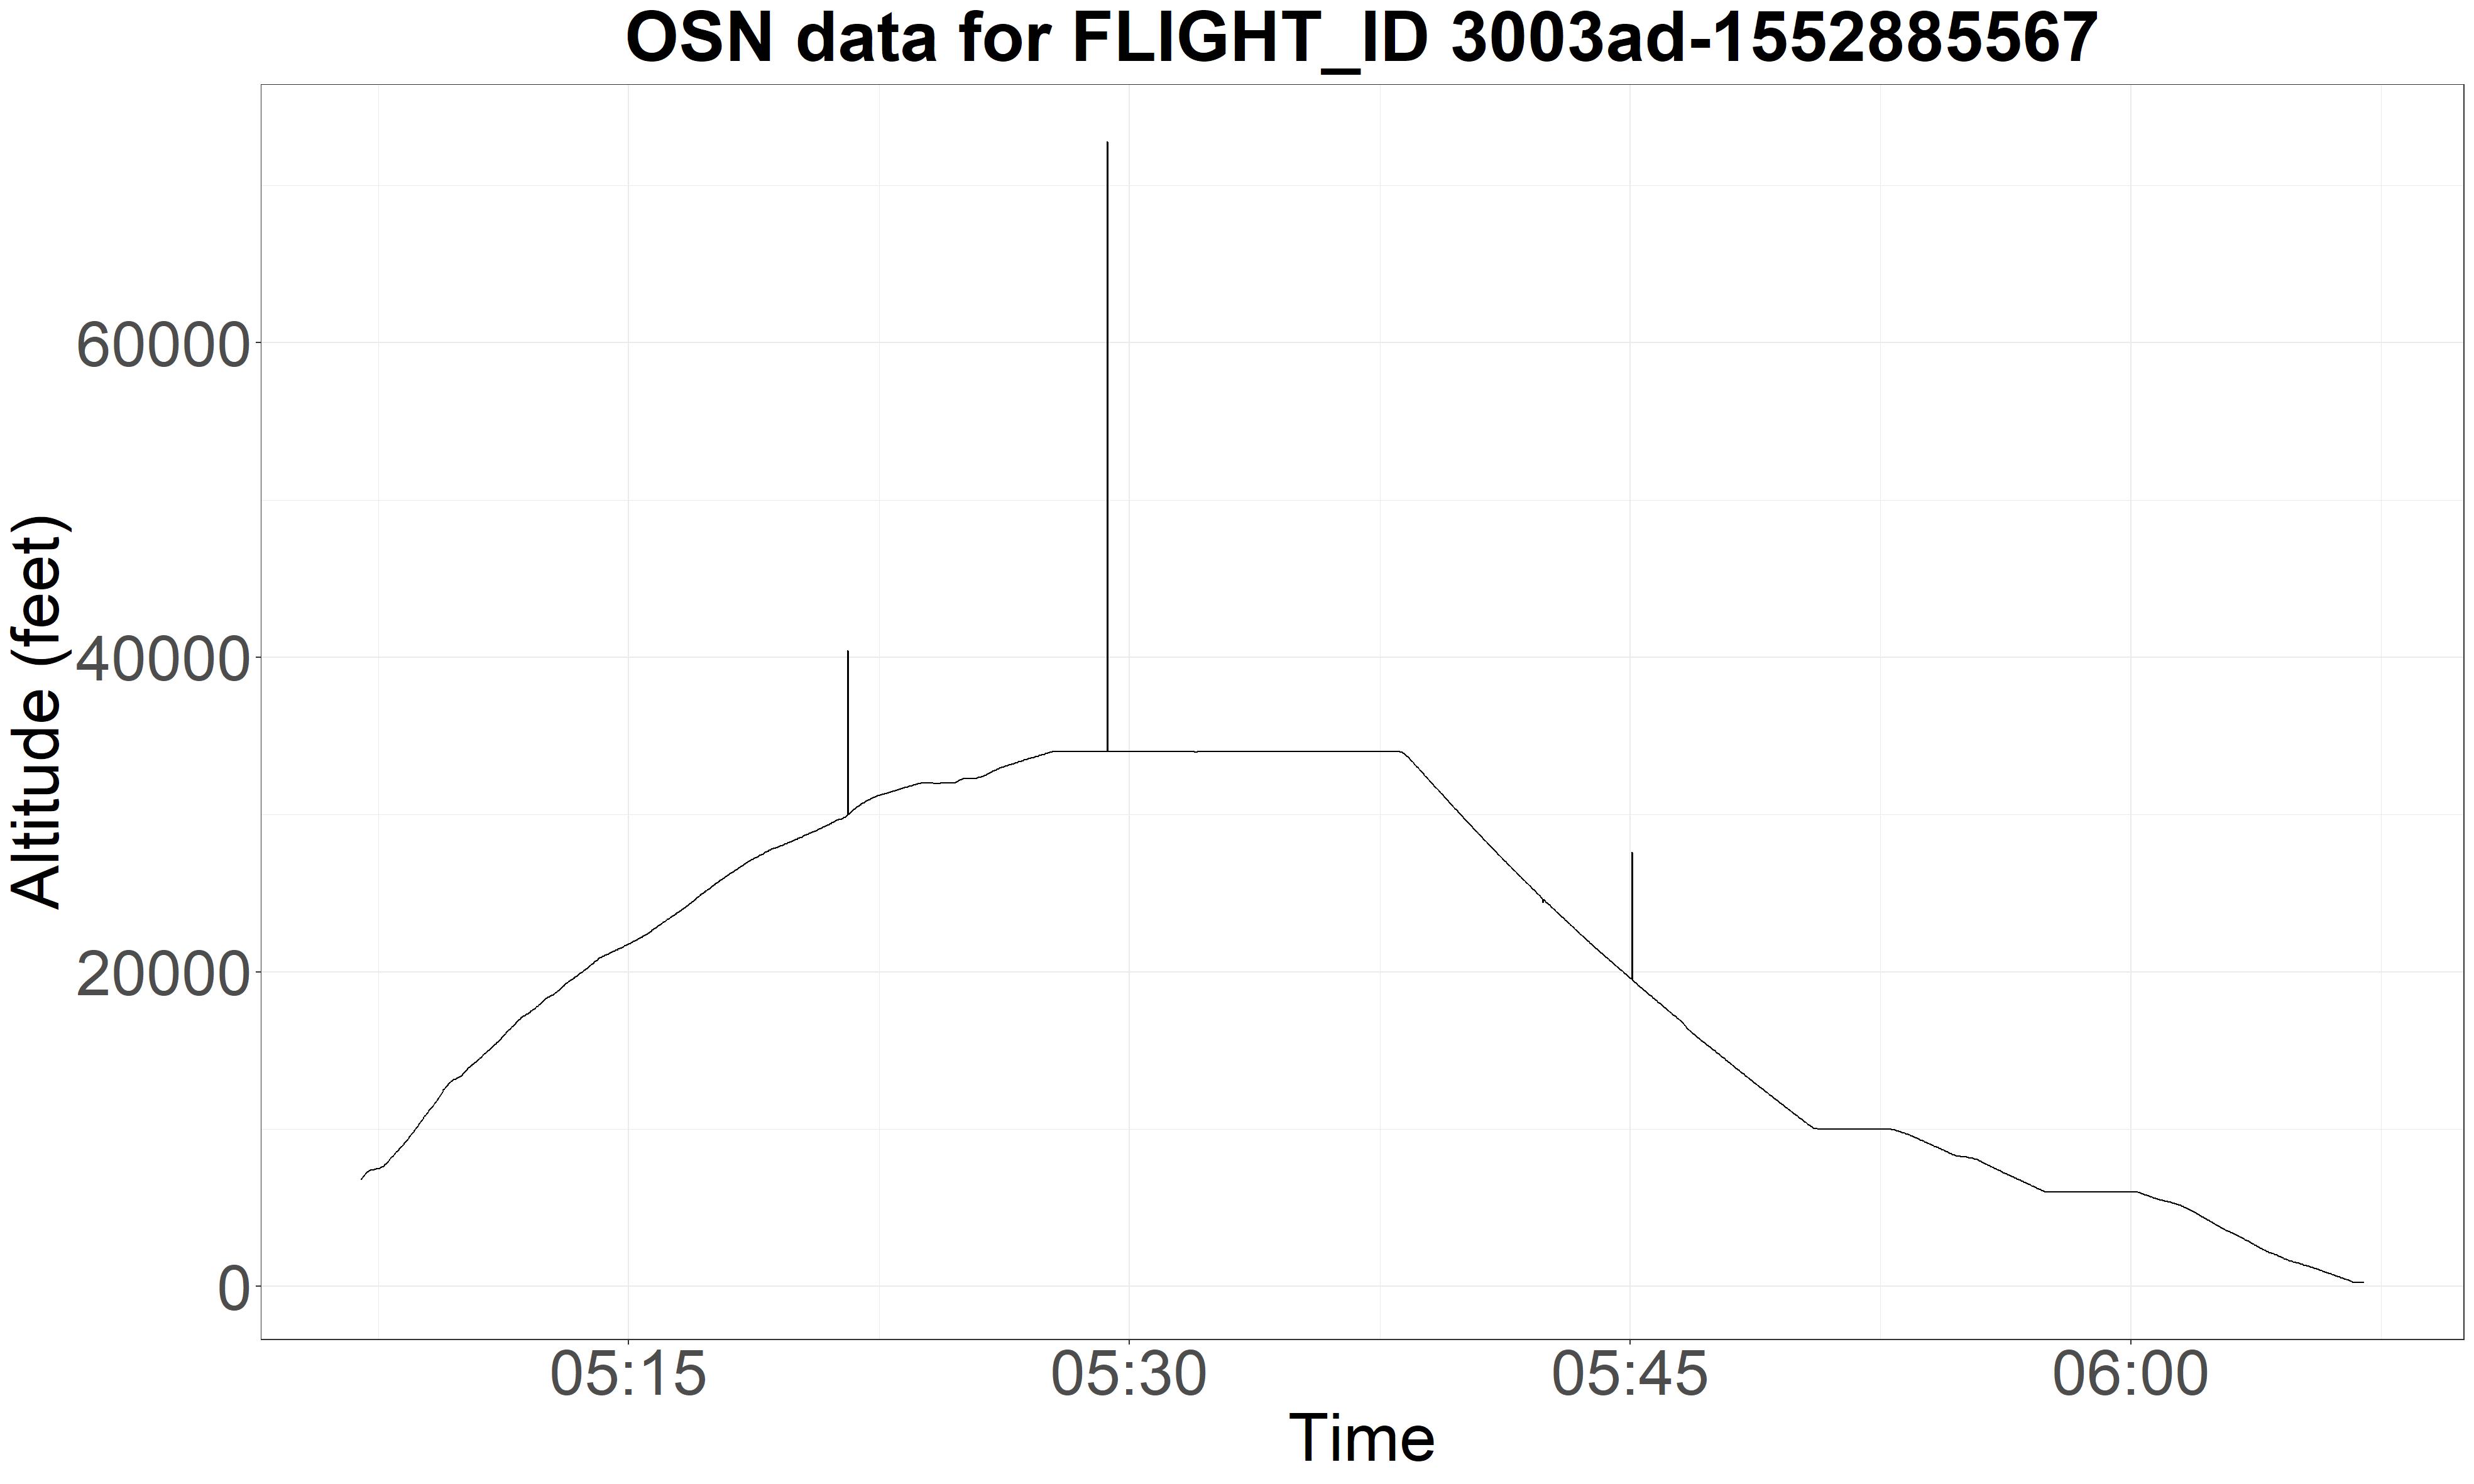 OSN data for FLIGHT_ID 3003ad-1552885567
Altitude (feet)
60000
40000
20000
0
05:15 05:30 05:45 06:00
Time